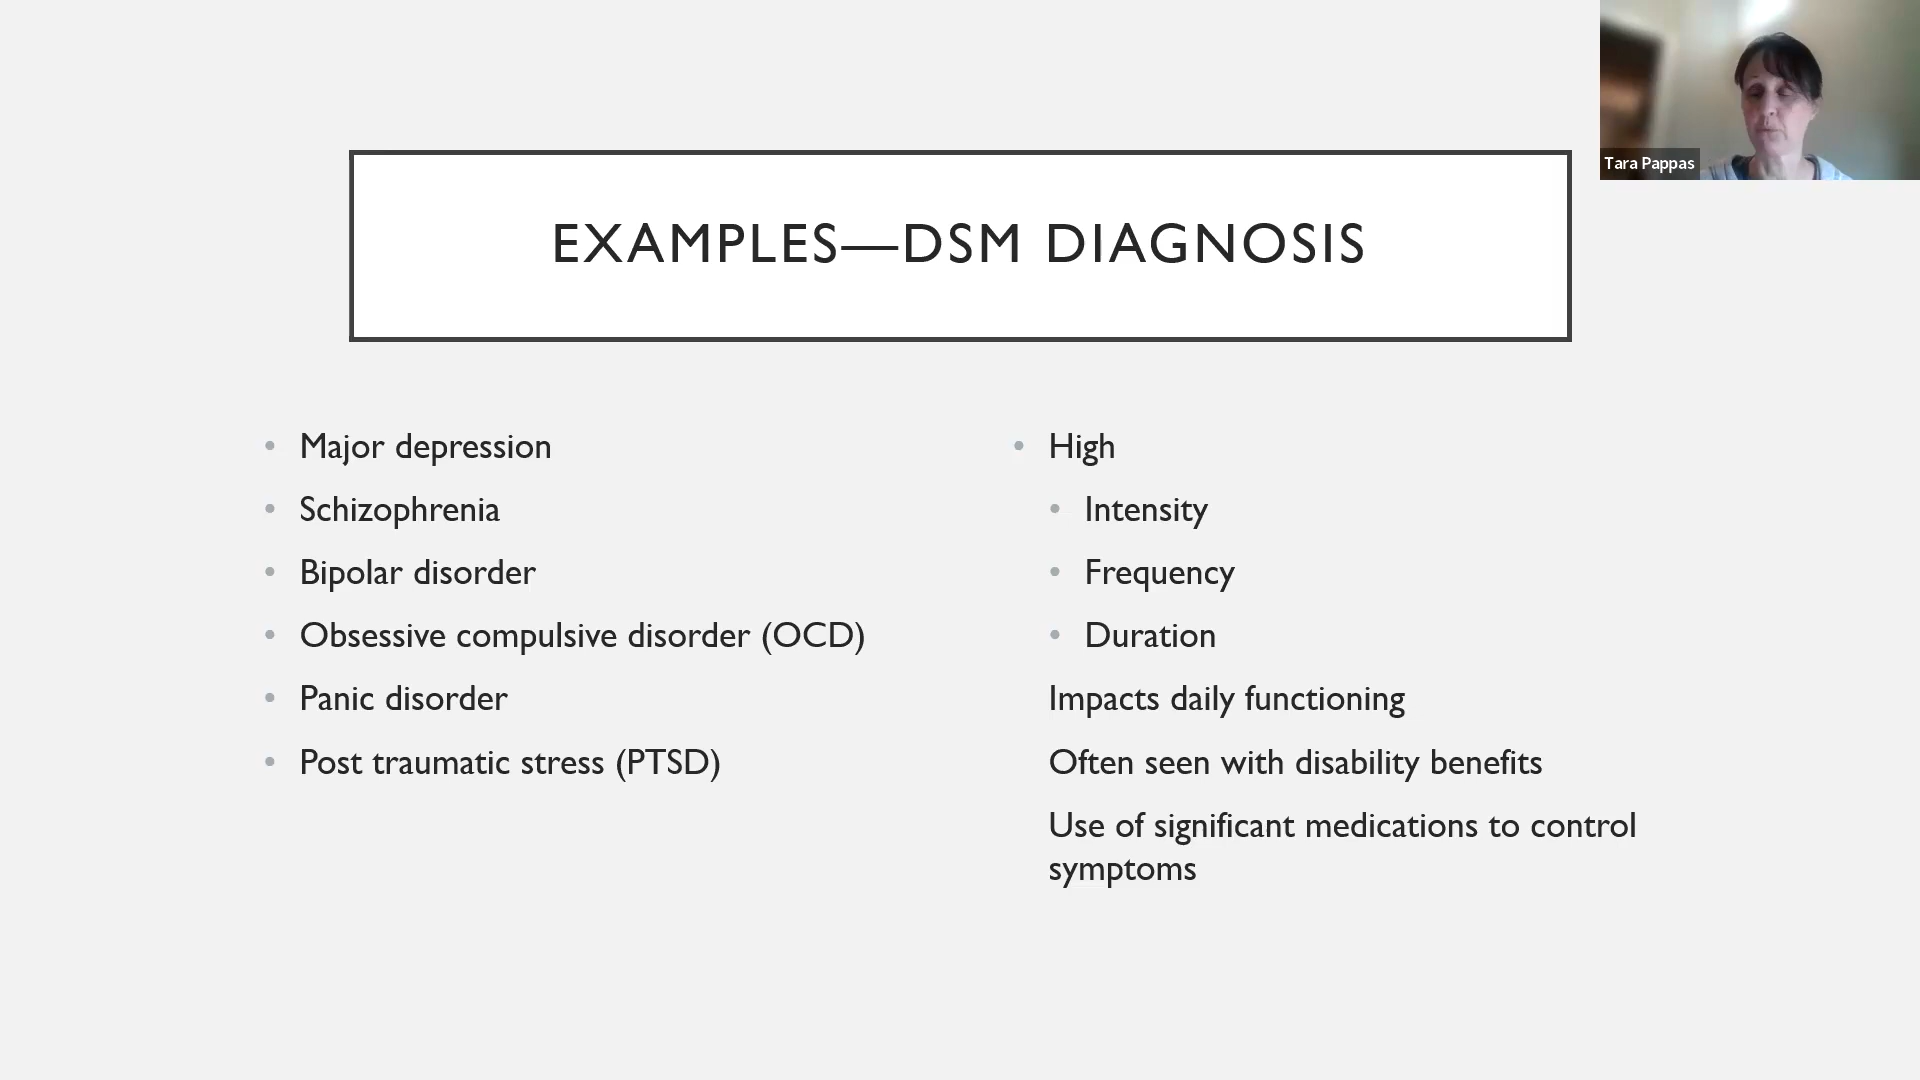 EXAMPLES—DSM DIAGNOSIS
Tara Pappas
Major depression
Schizophrenia
Bipolar disorder
Obsessive compulsive disorder (OCD)
Panic disorder
Post traumatic stress (PTSD)
High
Intensity
Frequency
Duration
Impacts daily functioning
Often seen with disability benefits
Use of significant medications to control
symptoms